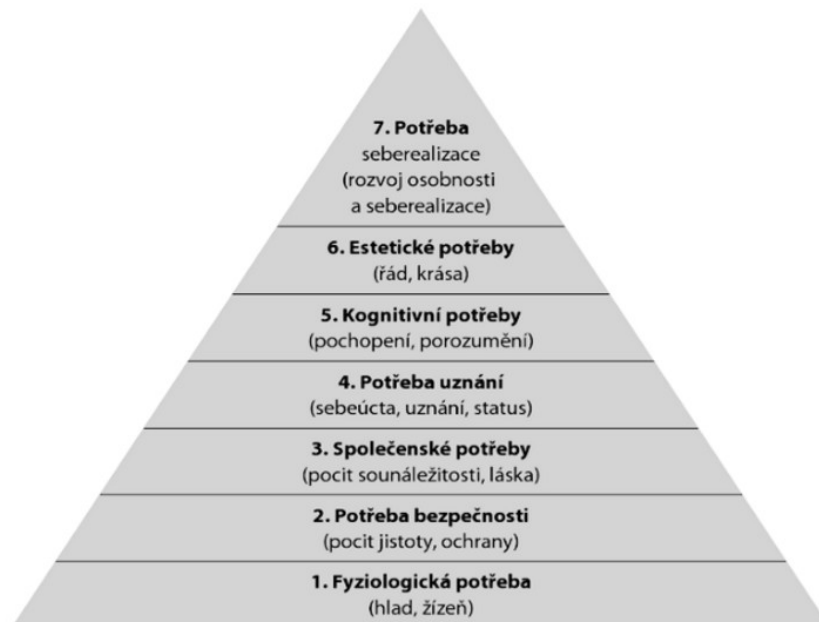 7. Potřeba
seberealizace
(rozvoj osobnosti
a seberealizace)
6. Estetické potřeby
(řád, krása)
5. Kognitivní potřeby
(pochopení, porozumění)
4. Potřeba uznání
(sebeúcta, uznání, status)
3. Společenské potřeby
(pocit sounáležitosti, láska)
2. Potřeba bezpečnosti
(pocit jistoty, ochrany)
1. Fyziologická potřeba
(hlad, žízeň)